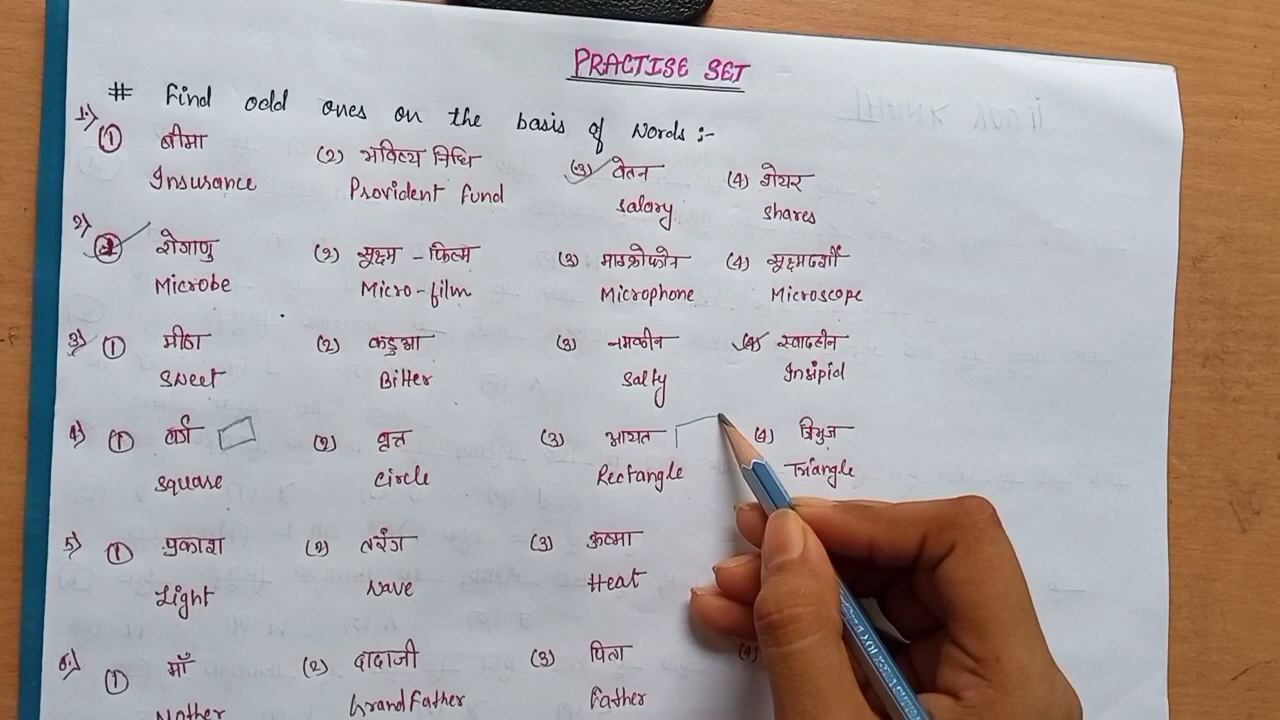 PRACTISE SET
# Find odd ones on the basis of words :-
1.) ① बीमा (2) भविष्य निधि (3) वेतन (4) शेयर
Insurance Provident fund Salary Shares
2) ① रोगाणु (2) सूक्ष्म - फिल्म (3) माइक्रोफोन (4) सूक्ष्मदर्शी
Microbe Micro-film Microphone Microscope
3) ① मीठा (2) कडुआ (3) नमकीन (4) स्वादहीन
Sweet Bitter Salty Insipid
4) ① वर्ग (2) वृत्त (3) आयत (4) त्रिभुज
Square Circle Rectangle Triangle
5) ① प्रकाश (2) तरंग (3) ऊष्मा
Light Wave Heat
6.) ① माँ (2) दादाजी (3) पिता (4)
Mother GrandFather Father